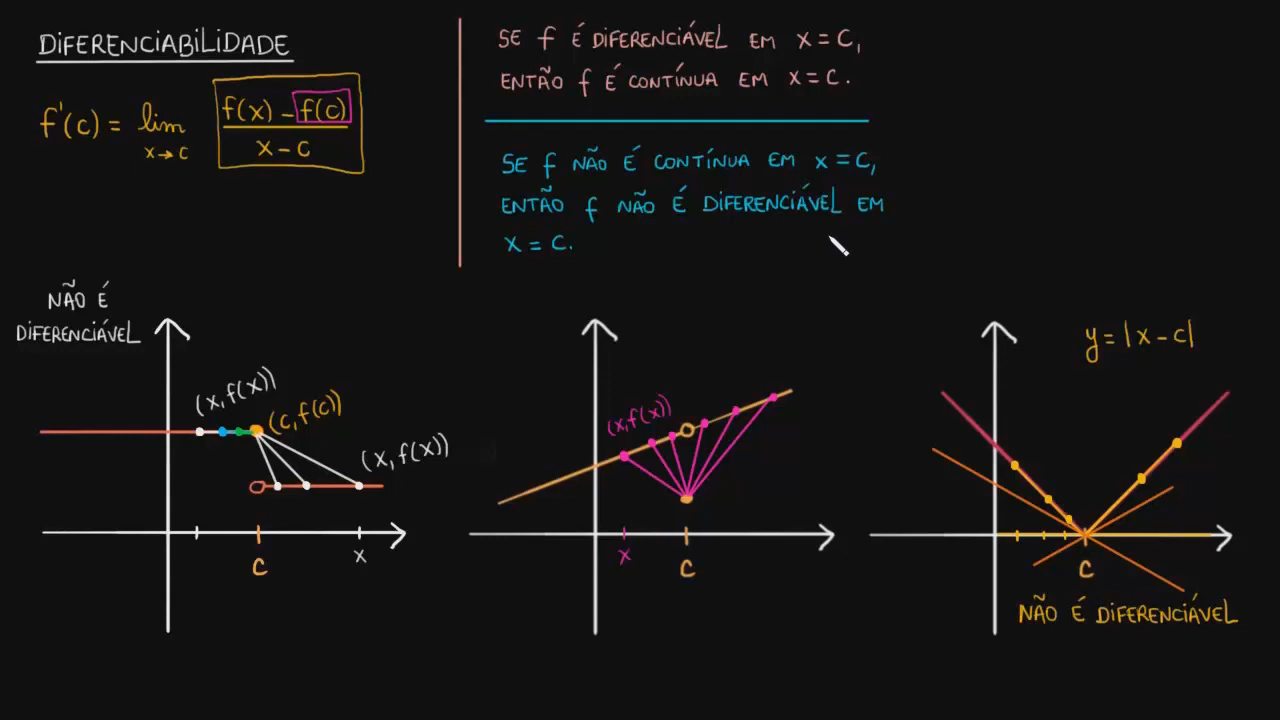 DIFERENCIABILIDADE
f'(c) = lim x→c
f(x) – f(c)
x – c
SE f É DIFERENCIÁVEL EM x = C,
ENTÃO f É CONTÍNUA EM x = C.
SE f NÃO É CONTÍNUA EM x = C,
ENTÃO f NÃO É DIFERENCIÁVEL EM
x = C.
NÃO É
DIFERENCIÁVEL
(x, f(x))
(c, f(c))
(x, f(x))
C
x
(x, f(x))
x
C
y = |x – c|
C
NÃO É DIFERENCIÁVEL